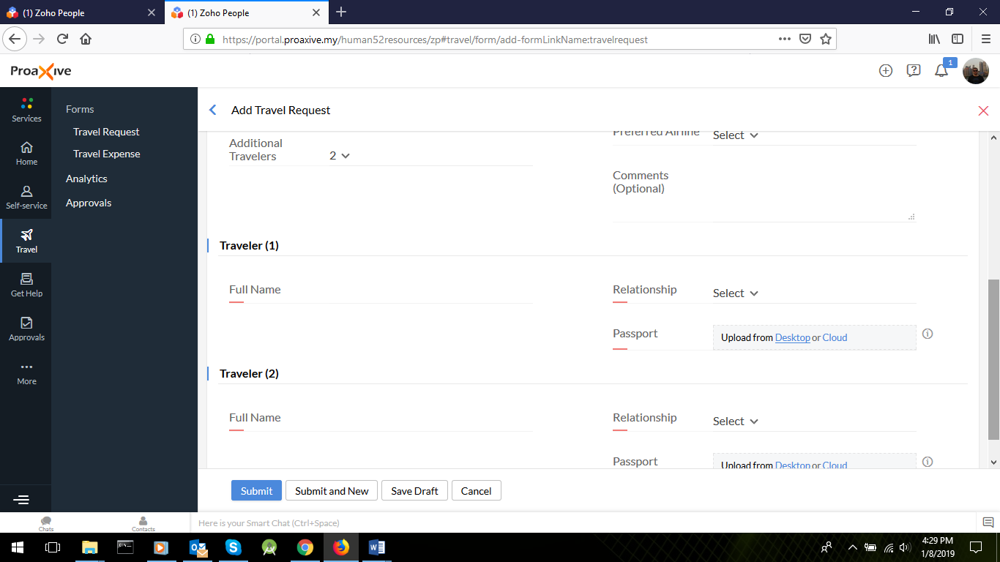 (1) Zoho People
(1) Zoho People
https://portal.proaxive.my/human52resources/zp#travel/form/add-formLinkName:travelrequest
ProaXive
1
Services
Home
Self-service
Travel
Get Help
Approvals
More
Forms
Travel Request
Travel Expense
Analytics
Approvals
Add Travel Request
Additional
Travelers
2
Preferred Airline
Select
Comments
(Optional)
Traveler (1)
Full Name
Relationship
Select
Passport
Upload from Desktop or Cloud
Traveler (2)
Full Name
Relationship
Select
Passport
Upload from Desktop or Cloud
Submit
Submit and New
Save Draft
Cancel
Chats
Contacts
Here is your Smart Chat (Ctrl+Space)
4:29 PM
1/8/2019